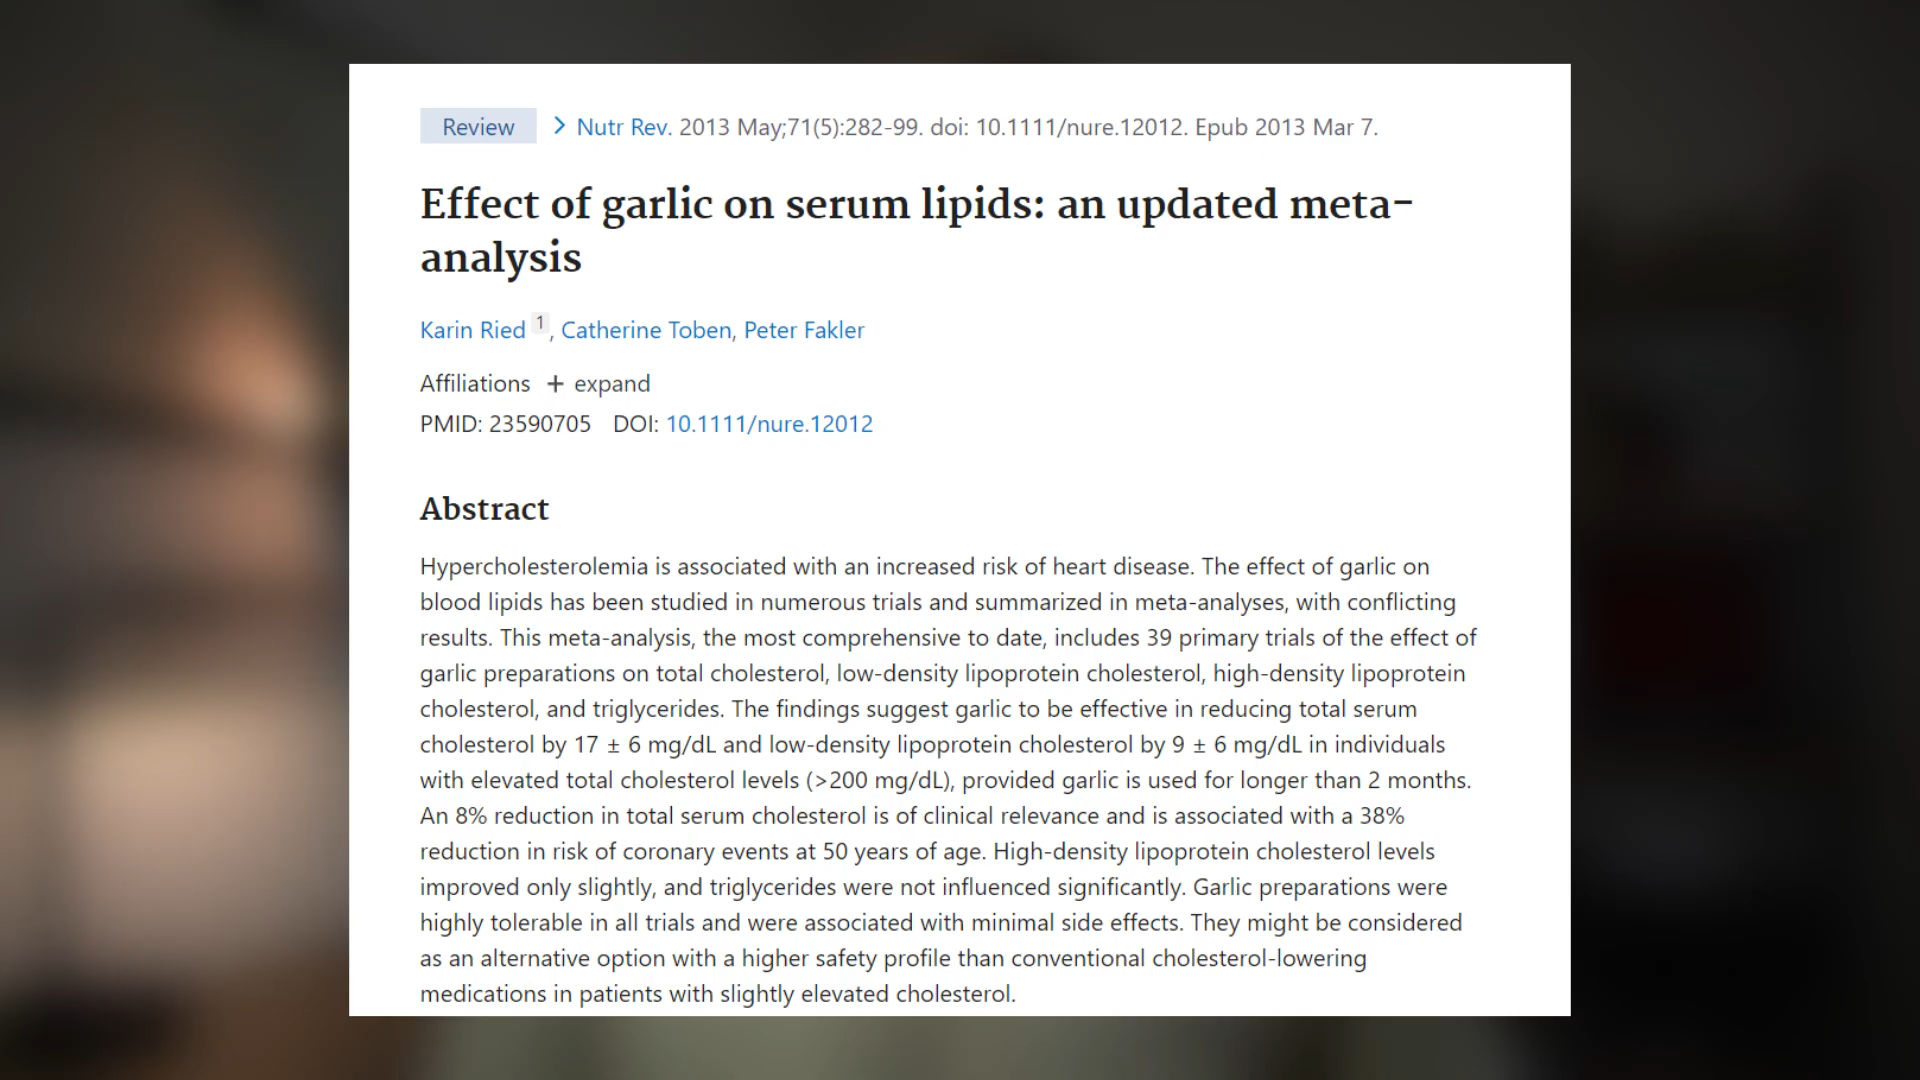 Review > Nutr Rev. 2013 May;71(5):282-99. doi: 10.1111/nure.12012. Epub 2013 Mar 7.
Effect of garlic on serum lipids: an updated meta-
analysis
Karin Ried 1, Catherine Toben, Peter Fakler
Affiliations + expand
PMID: 23590705 DOI: 10.1111/nure.12012
Abstract
Hypercholesterolemia is associated with an increased risk of heart disease. The effect of garlic on
blood lipids has been studied in numerous trials and summarized in meta-analyses, with conflicting
results. This meta-analysis, the most comprehensive to date, includes 39 primary trials of the effect of
garlic preparations on total cholesterol, low-density lipoprotein cholesterol, high-density lipoprotein
cholesterol, and triglycerides. The findings suggest garlic to be effective in reducing total serum
cholesterol by 17 ± 6 mg/dL and low-density lipoprotein cholesterol by 9 ± 6 mg/dL in individuals
with elevated total cholesterol levels (>200 mg/dL), provided garlic is used for longer than 2 months.
An 8% reduction in total serum cholesterol is of clinical relevance and is associated with a 38%
reduction in risk of coronary events at 50 years of age. High-density lipoprotein cholesterol levels
improved only slightly, and triglycerides were not influenced significantly. Garlic preparations were
highly tolerable in all trials and were associated with minimal side effects. They might be considered
as an alternative option with a higher safety profile than conventional cholesterol-lowering
medications in patients with slightly elevated cholesterol.